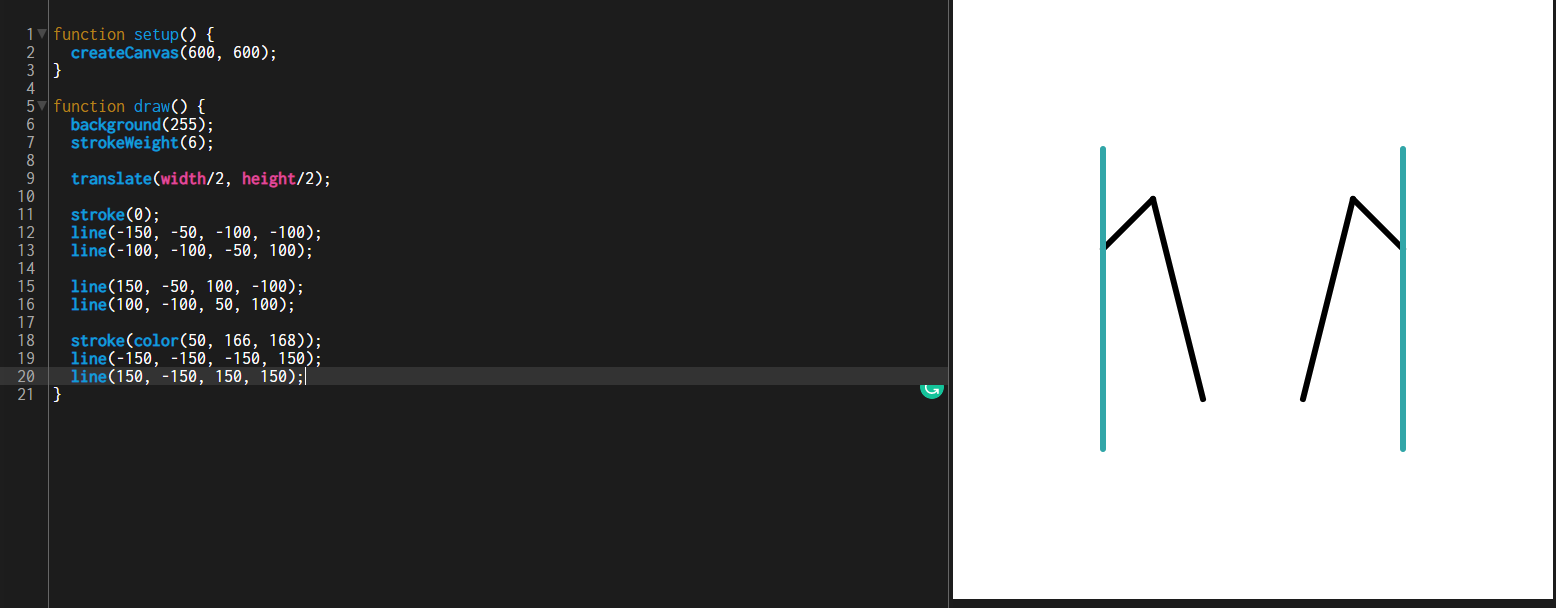 1 function setup() {
2   createCanvas(600, 600);
3 }
4
5 function draw() {
6   background(255);
7   strokeWeight(6);
8
9   translate(width/2, height/2);
10
11   stroke(0);
12   line(-150, -50, -100, -100);
13   line(-100, -100, -50, 100);
14
15   line(150, -50, 100, -100);
16   line(100, -100, 50, 100);
17
18   stroke(color(50, 166, 168));
19   line(-150, -150, -150, 150);
20   line(150, -150, 150, 150);
21 }